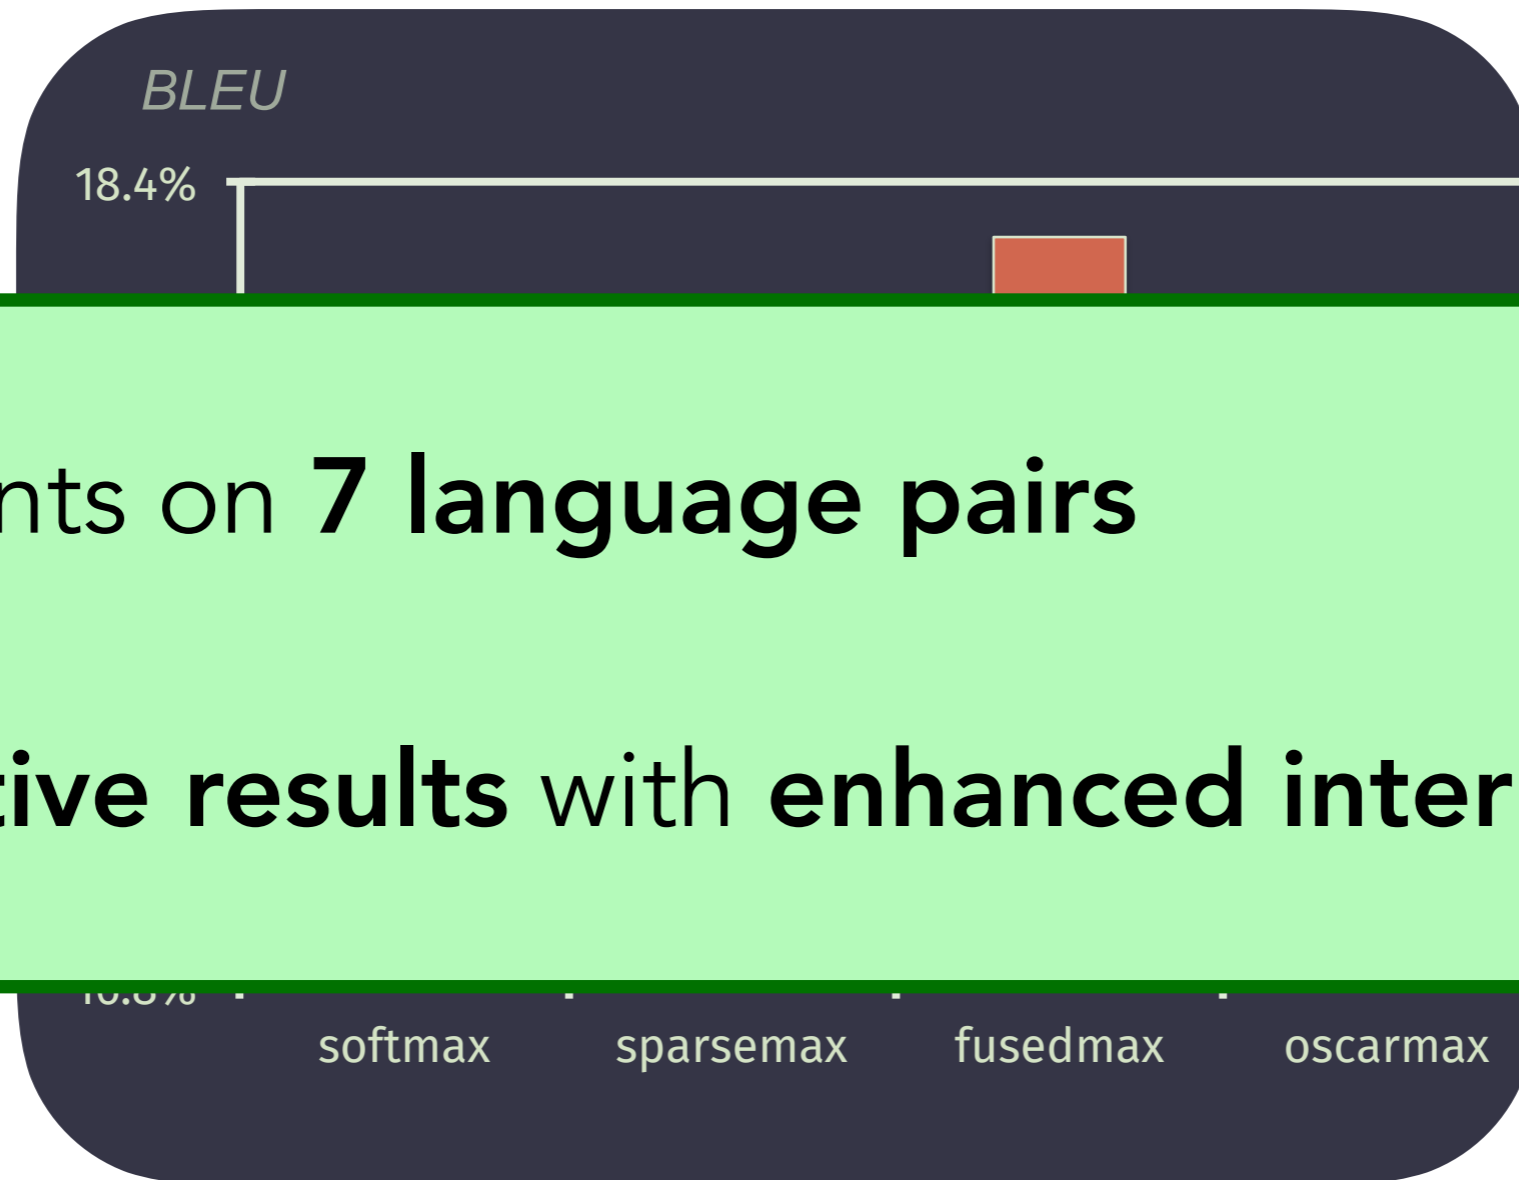 BLEU
18.4%
nts on 7 language pairs
tive results with enhanced inter
softmax sparsemax fusedmax oscarmax